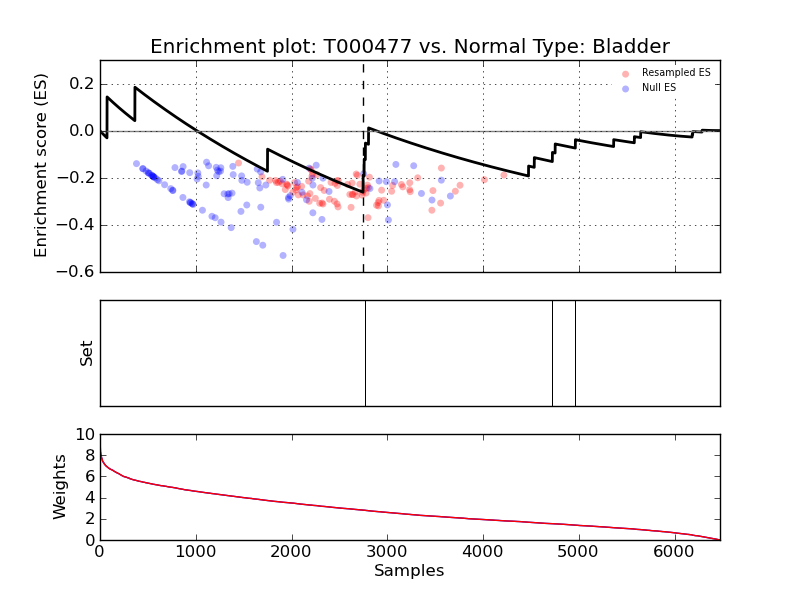 Enrichment plot: T000477 vs. Normal Type: Bladder
Enrichment score (ES)
0.2
0.0
−0.2
−0.4
−0.6
Resampled ES
Null ES
Set
Weights
10
8
6
4
2
0
0 1000 2000 3000 4000 5000 6000
Samples